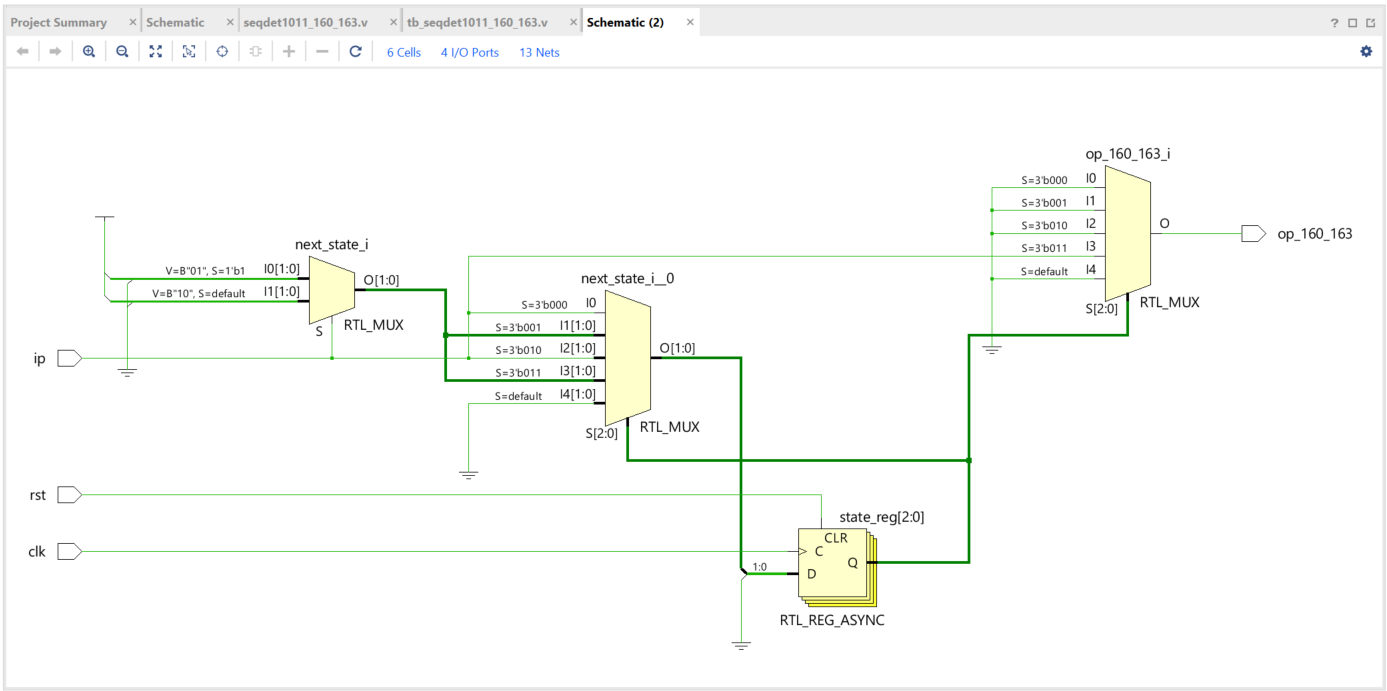 Project Summary × Schematic × seqdet1011_160_163.v × tb_seqdet1011_160_163.v × Schematic (2) × ?
6 Cells 4 I/O Ports 13 Nets
op_160_163_i
S=3'b000 I0
S=3'b001 I1
S=3'b010 I2
S=3'b011 I3
S=default I4
O
S[2:0]
RTL_MUX
op_160_163
next_state_i
V=B"01", S=1'b1 I0[1:0]
V=B"10", S=default I1[1:0]
O[1:0]
S
RTL_MUX
next_state_i__0
S=3'b000 I0
S=3'b001 I1[1:0]
S=3'b010 I2[1:0]
S=3'b011 I3[1:0]
S=default I4[1:0]
O[1:0]
S[2:0]
RTL_MUX
ip
rst
clk
state_reg[2:0]
CLR
C
Q
1:0
D
RTL_REG_ASYNC